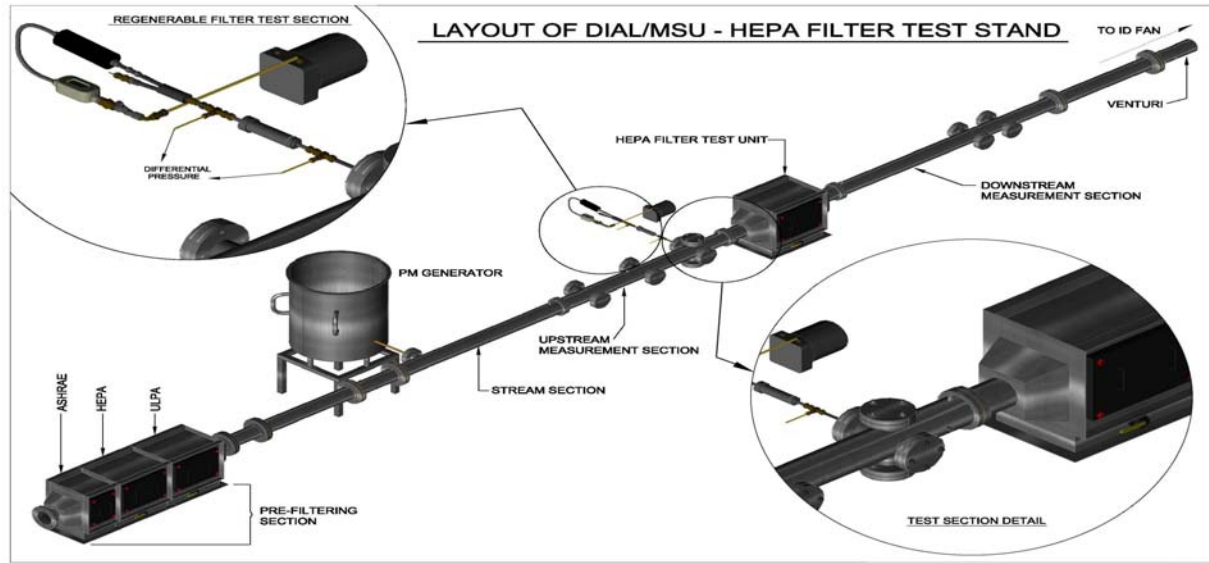 REGENERABLE FILTER TEST SECTION
LAYOUT OF DIAL/MSU - HEPA FILTER TEST STAND
TO ID FAN
VENTURI
DIFFERENTIAL
PRESSURE
HEPA FILTER TEST UNIT
DOWNSTREAM
MEASUREMENT SECTION
PM GENERATOR
UPSTREAM
MEASUREMENT SECTION
STREAM SECTION
ASHRAE
HEPA
ULPA
PRE-FILTERING
SECTION
TEST SECTION DETAIL